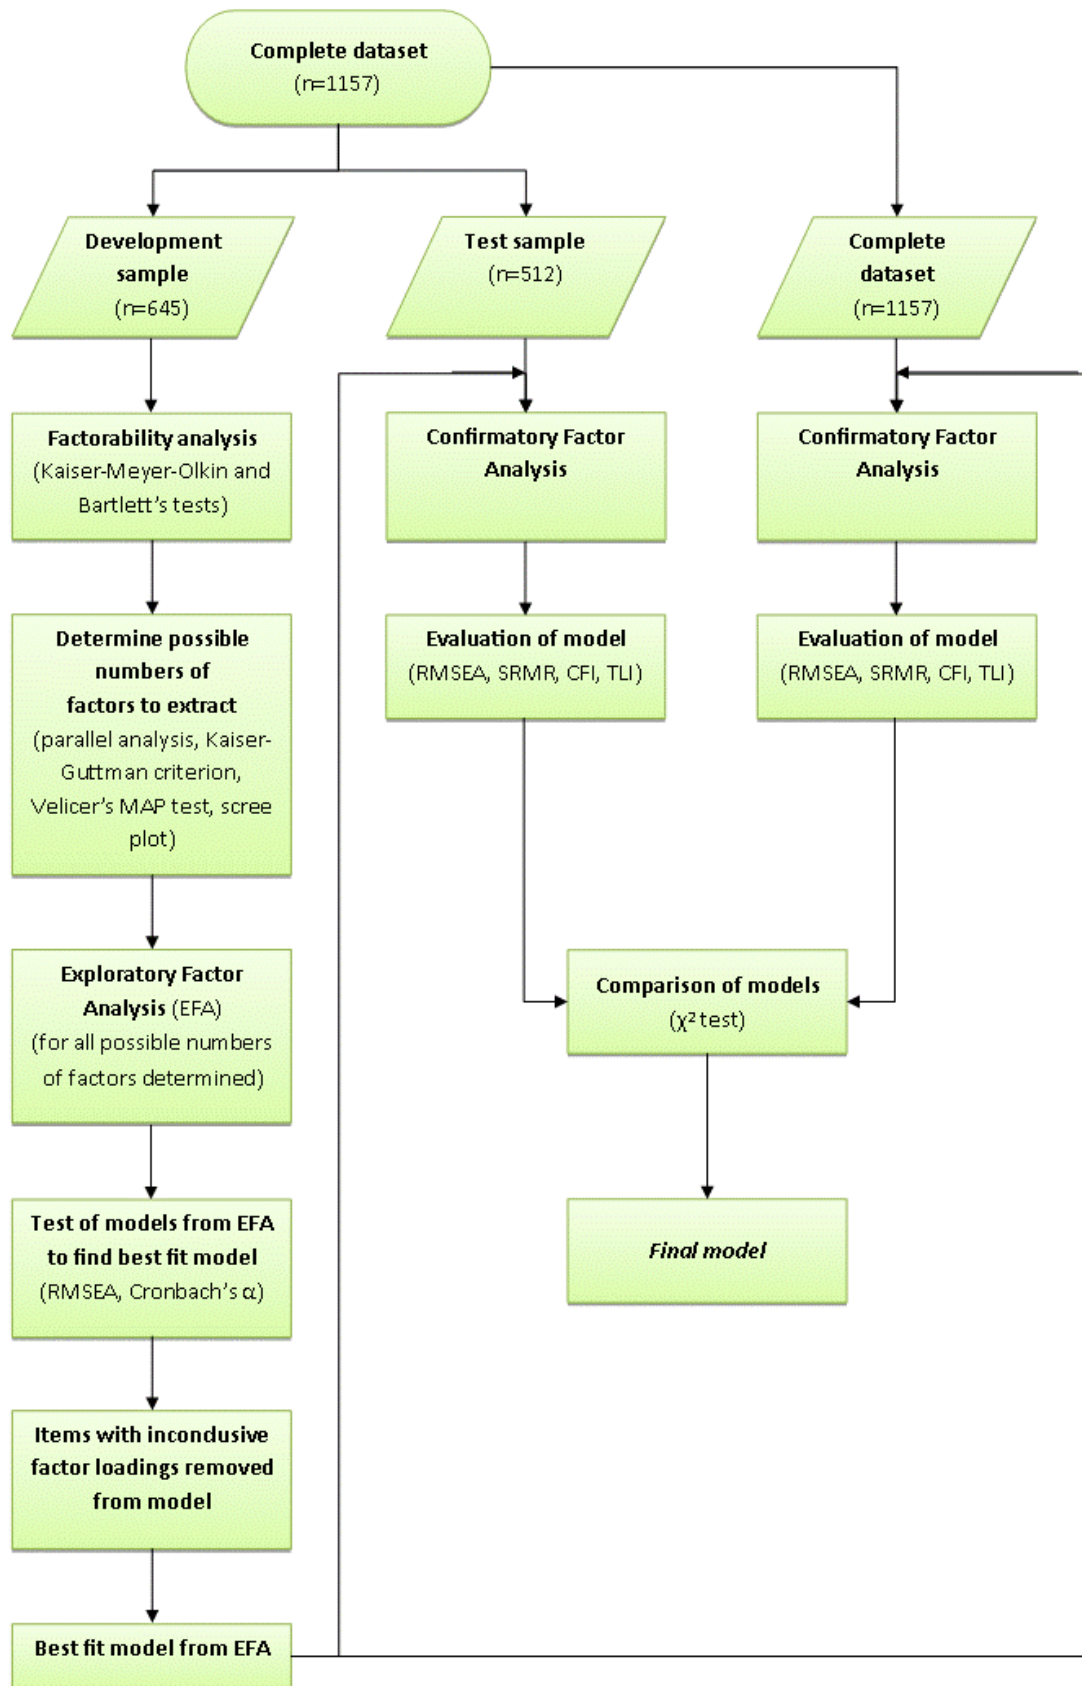 Complete dataset
(n=1157)
Development
sample
(n=645)
Test sample
(n=512)
Complete
dataset
(n=1157)
Factorability analysis
(Kaiser-Meyer-Olkin and
Bartlett's tests)
Confirmatory Factor
Analysis
Confirmatory Factor
Analysis
Determine possible
numbers of
factors to extract
(parallel analysis, Kaiser-
Guttman criterion,
Velicer's MAP test, scree
plot)
Evaluation of model
(RMSEA, SRMR, CFI, TLI)
Evaluation of model
(RMSEA, SRMR, CFI, TLI)
Exploratory Factor
Analysis (EFA)
(for all possible numbers
of factors determined)
Comparison of models
(χ² test)
Test of models from EFA
to find best fit model
(RMSEA, Cronbach's α)
Final model
Items with inconclusive
factor loadings removed
from model
Best fit model from EFA